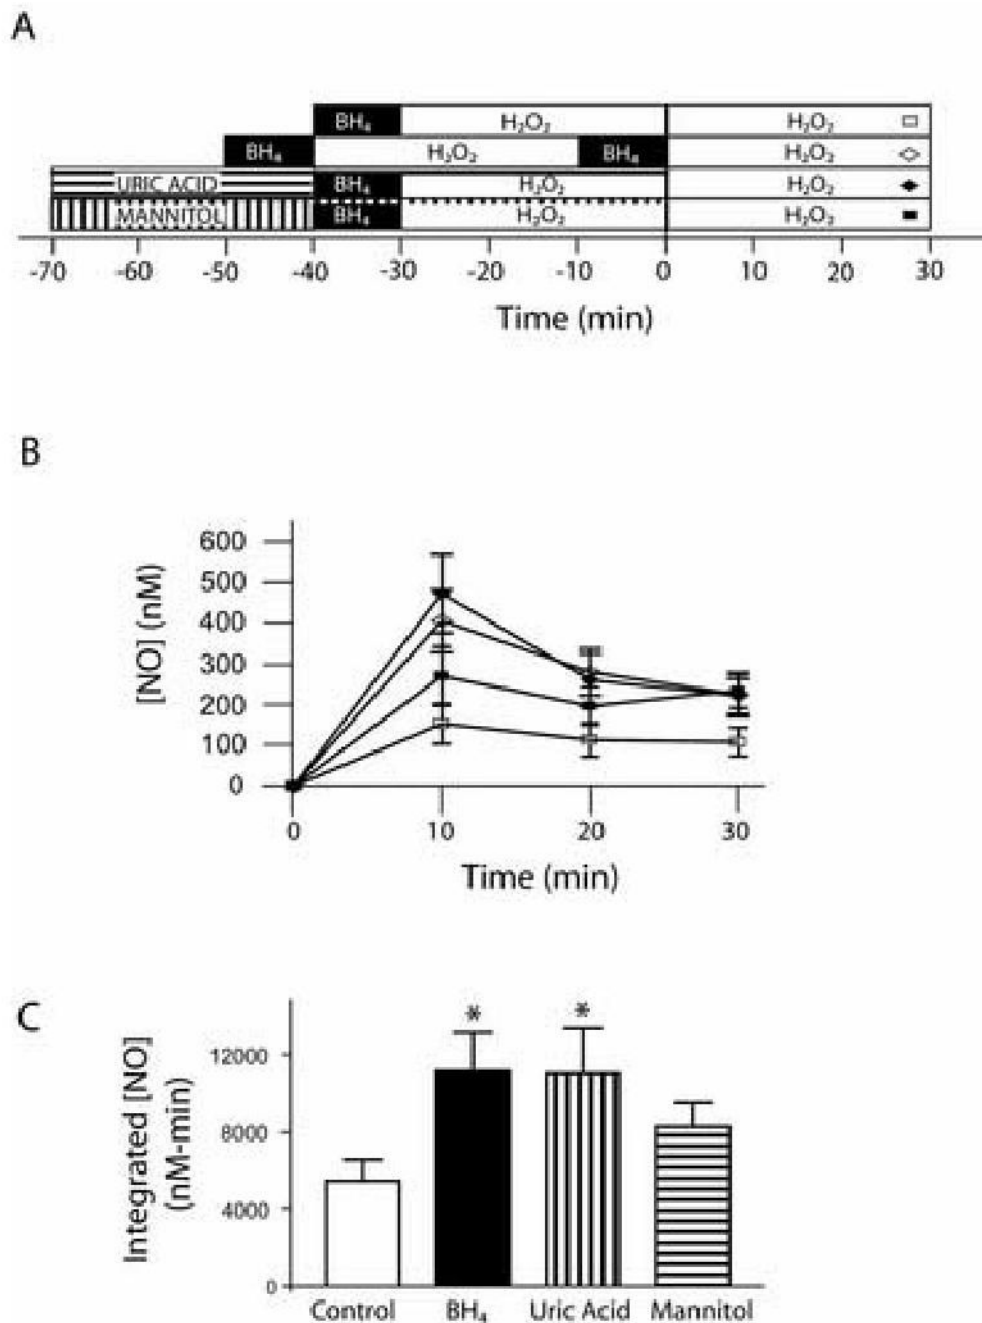 A
BH₄ H₂O₂ H₂O₂
BH₄ H₂O₂ BH₄ H₂O₂
URIC ACID BH₄ H₂O₂ H₂O₂
MANNITOL BH₄ H₂O₂ H₂O₂
-70 -60 -50 -40 -30 -20 -10 0 10 20 30
Time (min)
B
[NO] (nM)
600
500
400
300
200
100
0
0 10 20 30
Time (min)
C
Integrated [NO]
(nM-min)
* *
12000
8000
4000
0
Control BH₄ Uric Acid Mannitol